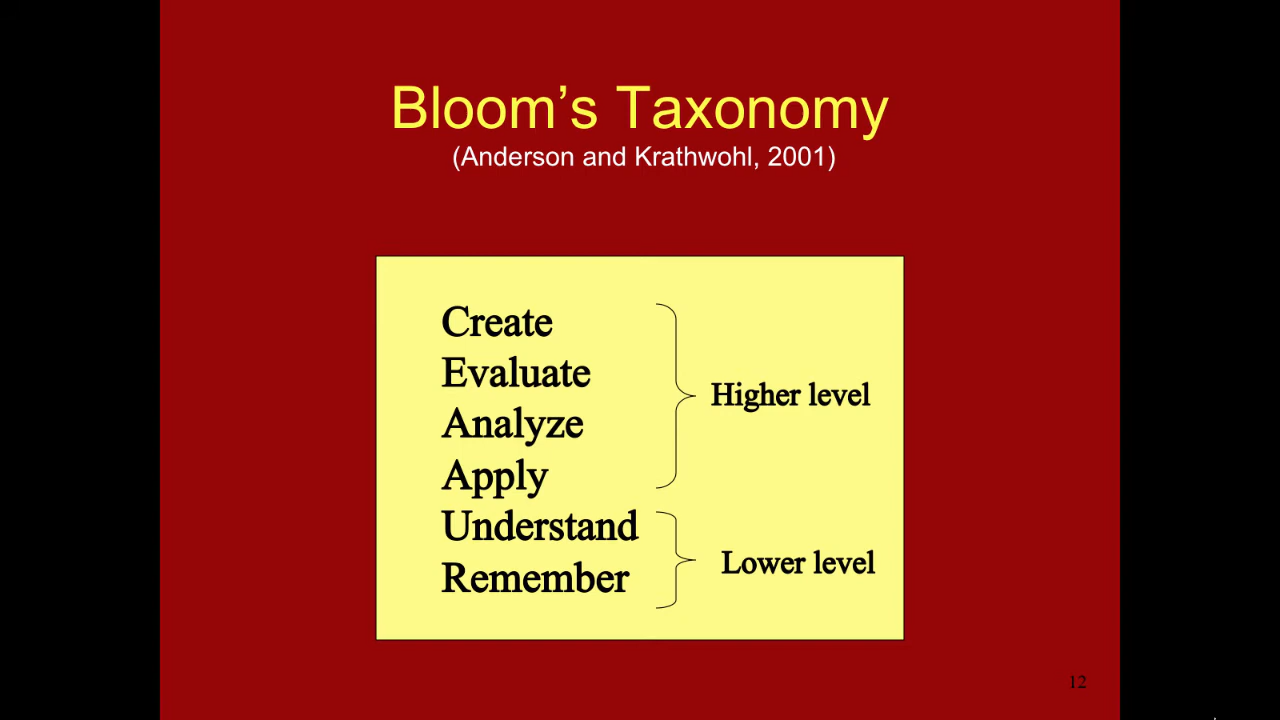 Bloom’s Taxonomy
(Anderson and Krathwohl, 2001)
Create
Evaluate
Analyze
Apply
Higher level
Understand
Remember
Lower level
12